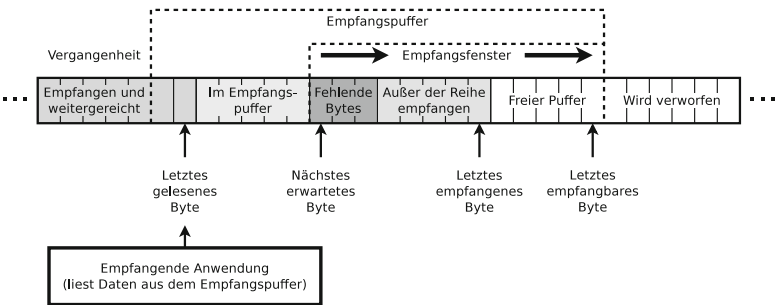 Empfangspuffer
Vergangenheit
Empfangsfenster
Empfangen und
weitergereicht
Im Empfangs-
puffer
Fehlende
Bytes
Außer der Reihe
empfangen
Freier Puffer
Wird verworfen
Letztes
gelesenes
Byte
Nächstes
erwartetes
Byte
Letztes
empfangenes
Byte
Letztes
empfangbares
Byte
Empfangende Anwendung
(liest Daten aus dem Empfangspuffer)